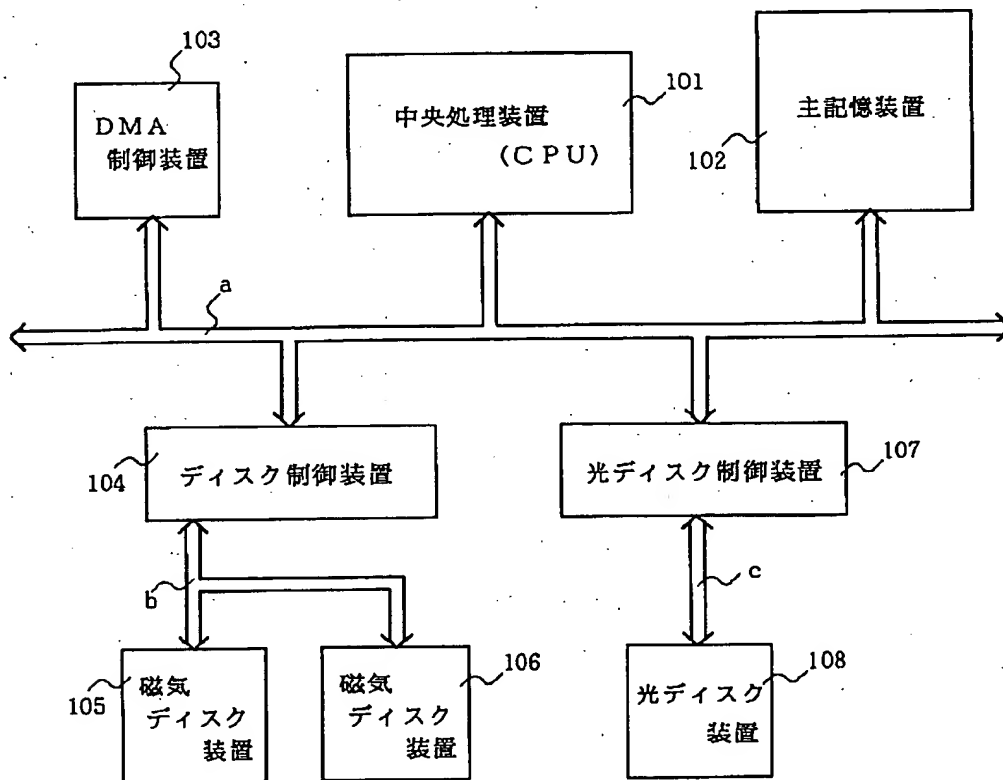 103
DMA
制御装置
中央処理装置
(CPU)
101
主記憶装置
102
a
104
ディスク制御装置
光ディスク制御装置
107
b
c
105
磁気
ディスク
装置
磁気
ディスク
装置
106
光ディスク
装置
108